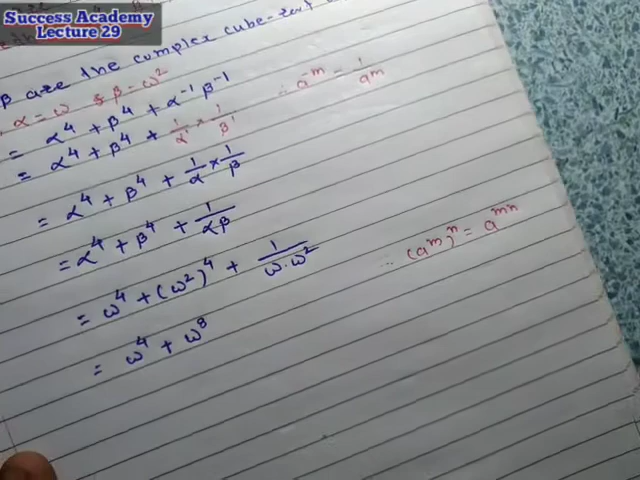 Success Academy
Lecture 29
β are the complex cube-root
α = ω & β = ω²
= α⁴ + β⁴ + α⁻¹ β⁻¹ ∴ a⁻ᵐ = 1/aᵐ
= α⁴ + β⁴ + 1/α¹ × 1/β¹
= α⁴ + β⁴ + 1/α × 1/β
= α⁴ + β⁴ + 1/αβ
= ω⁴ + (ω²)⁴ + 1/ω·ω² ∴ (aᵐ)ⁿ = aᵐⁿ
= ω⁴ + ω⁸